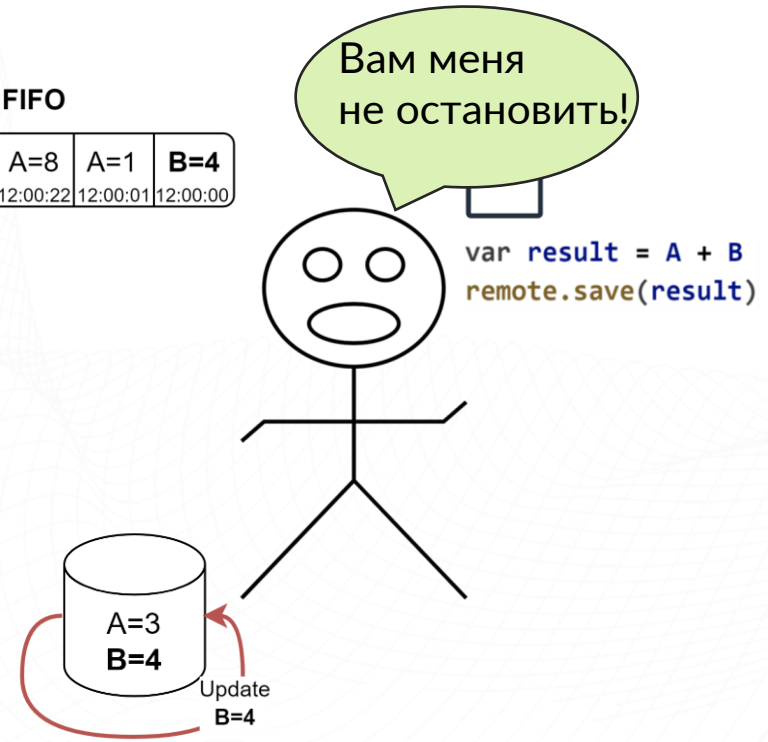 Вам меня
не остановить!
FIFO
A=8 A=1 B=4
12:00:22 12:00:01 12:00:00
var result = A + B
remote.save(result)
A=3
B=4
Update
B=4